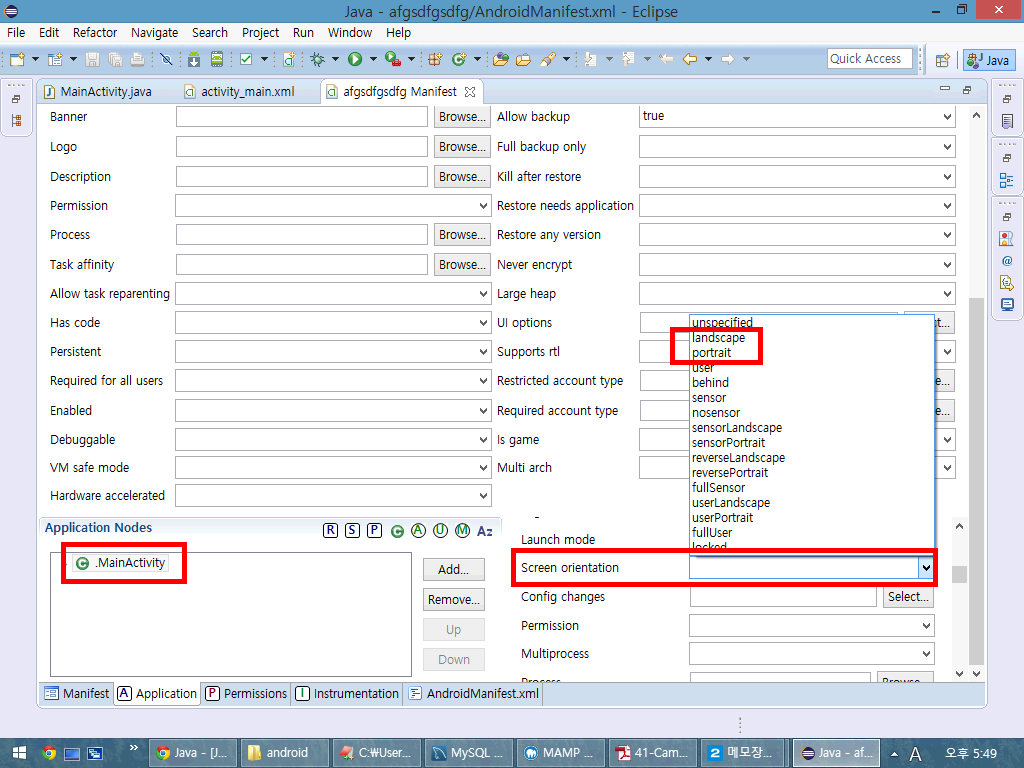 Java - afgsdfgsdfg/AndroidManifest.xml - Eclipse
File Edit Refactor Navigate Search Project Run Window Help
Quick Access
Java
MainActivity.java
activity_main.xml
afgsdfgsdfg Manifest
Banner Browse... Allow backup true
Logo Browse... Full backup only
Description Browse... Kill after restore
Permission Restore needs application
Process Browse... Restore any version
Task affinity Browse... Never encrypt
Allow task reparenting Large heap
Has code UI options
Persistent Supports rtl
Required for all users Restricted account type
Enabled Required account type
Debuggable Is game
VM safe mode Multi arch
Hardware accelerated
unspecified
landscape
portrait
user
behind
sensor
nosensor
sensorLandscape
sensorPortrait
reverseLandscape
reversePortrait
fullSensor
userLandscape
userPortrait
fullUser
locked
Application Nodes R S P C A U M Az
C .MainActivity
Add...
Remove...
Up
Down
Launch mode
Screen orientation
Config changes Select...
Permission
Multiprocess
Process Browse...
Manifest A Application P Permissions I Instrumentation AndroidManifest.xml
Java - [J... android C:₩User... MySQL ... MAMP ... 41-Cam... 2 메모장... Java - af... A 오후 5:49